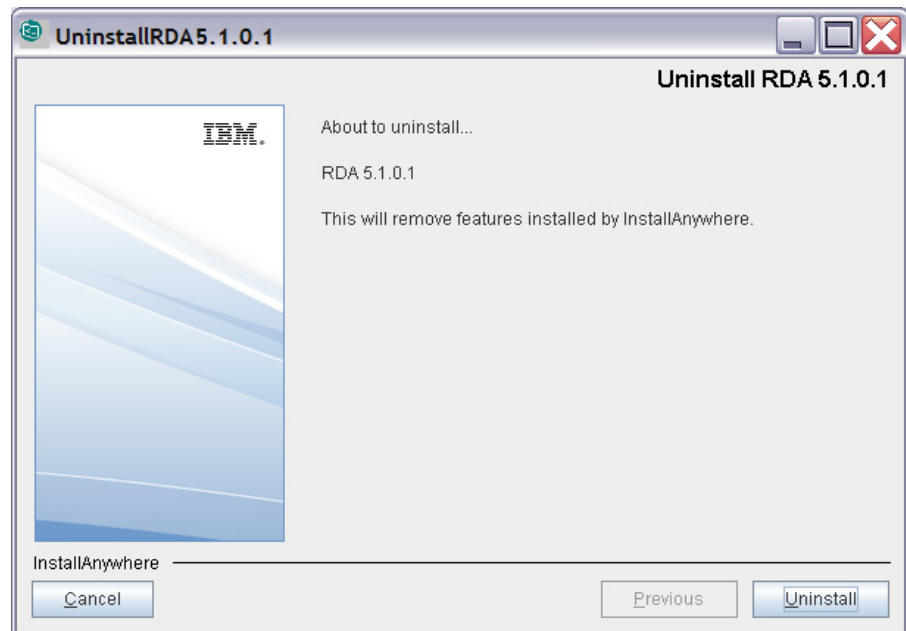 UninstallRDA5.1.0.1
Uninstall RDA 5.1.0.1
IBM.
About to uninstall...
RDA 5.1.0.1
This will remove features installed by InstallAnywhere.
InstallAnywhere
Cancel
Previous
Uninstall